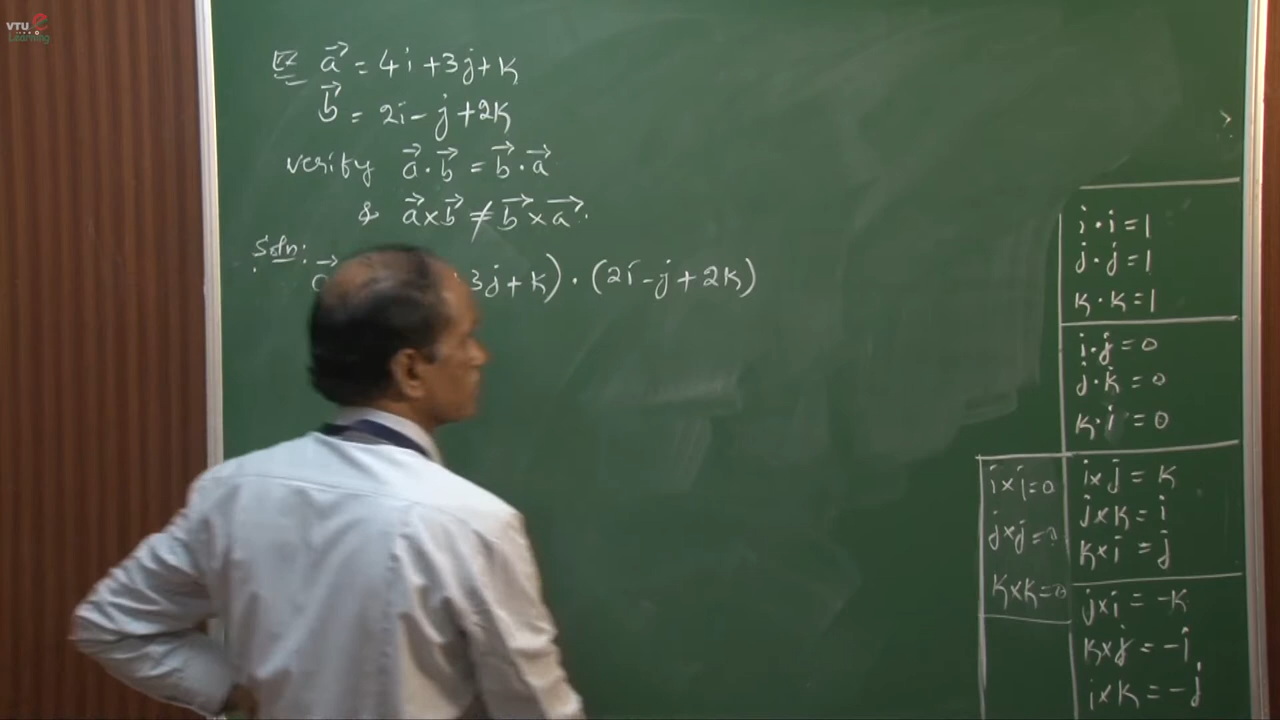 VTU e
Learning
Ex a⃗ = 4i + 3j + k
b⃗ = 2i - j + 2k
verify a⃗ · b⃗ = b⃗ · a⃗
& a⃗ × b⃗ ≠ b⃗ × a⃗.
Soln:
3j + k) · (2i - j + 2k)
i · i = 1
j · j = 1
k · k = 1
i · j = 0
j · k = 0
k · i = 0
i × i = 0
j × j = 0
k × k = 0
i × j = k
j × k = i
k × i = j
j × i = -k
k × j = -i
i × k = -j